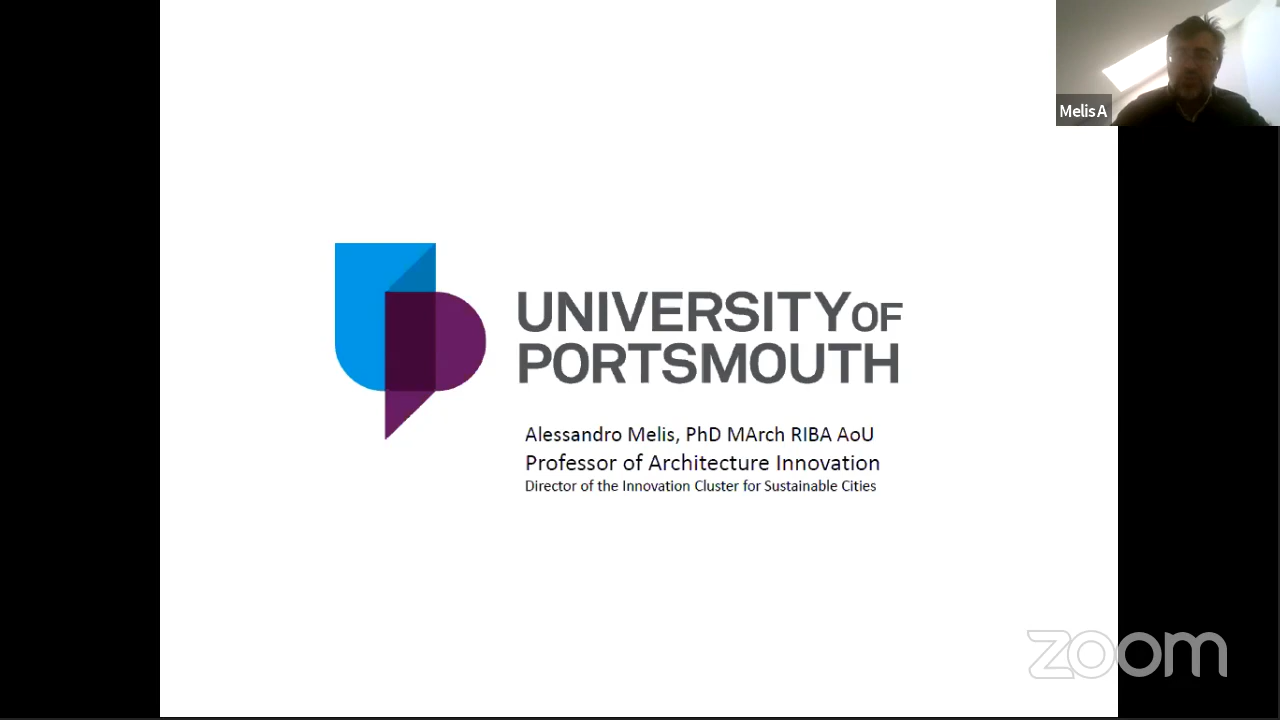 Melis A
UNIVERSITY OF
PORTSMOUTH
Alessandro Melis, PhD MArch RIBA AoU
Professor of Architecture Innovation
Director of the Innovation Cluster for Sustainable Cities
zoom